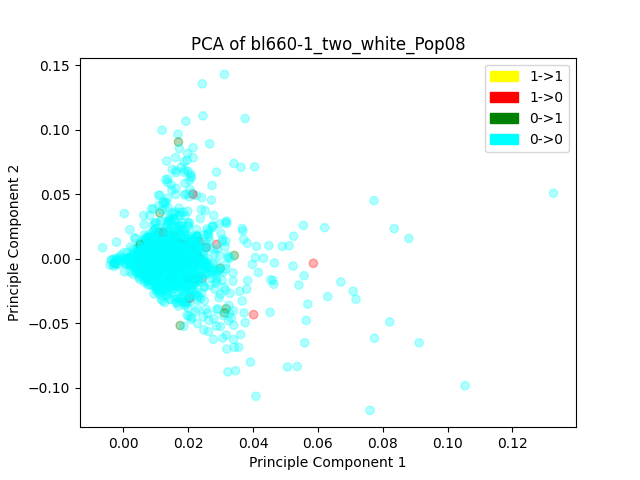 PCA of bl660-1_two_white_Pop08
1->1
1->0
0->1
0->0
Principle Component 2
0.15
0.10
0.05
0.00
−0.05
−0.10
0.00 0.02 0.04 0.06 0.08 0.10 0.12
Principle Component 1